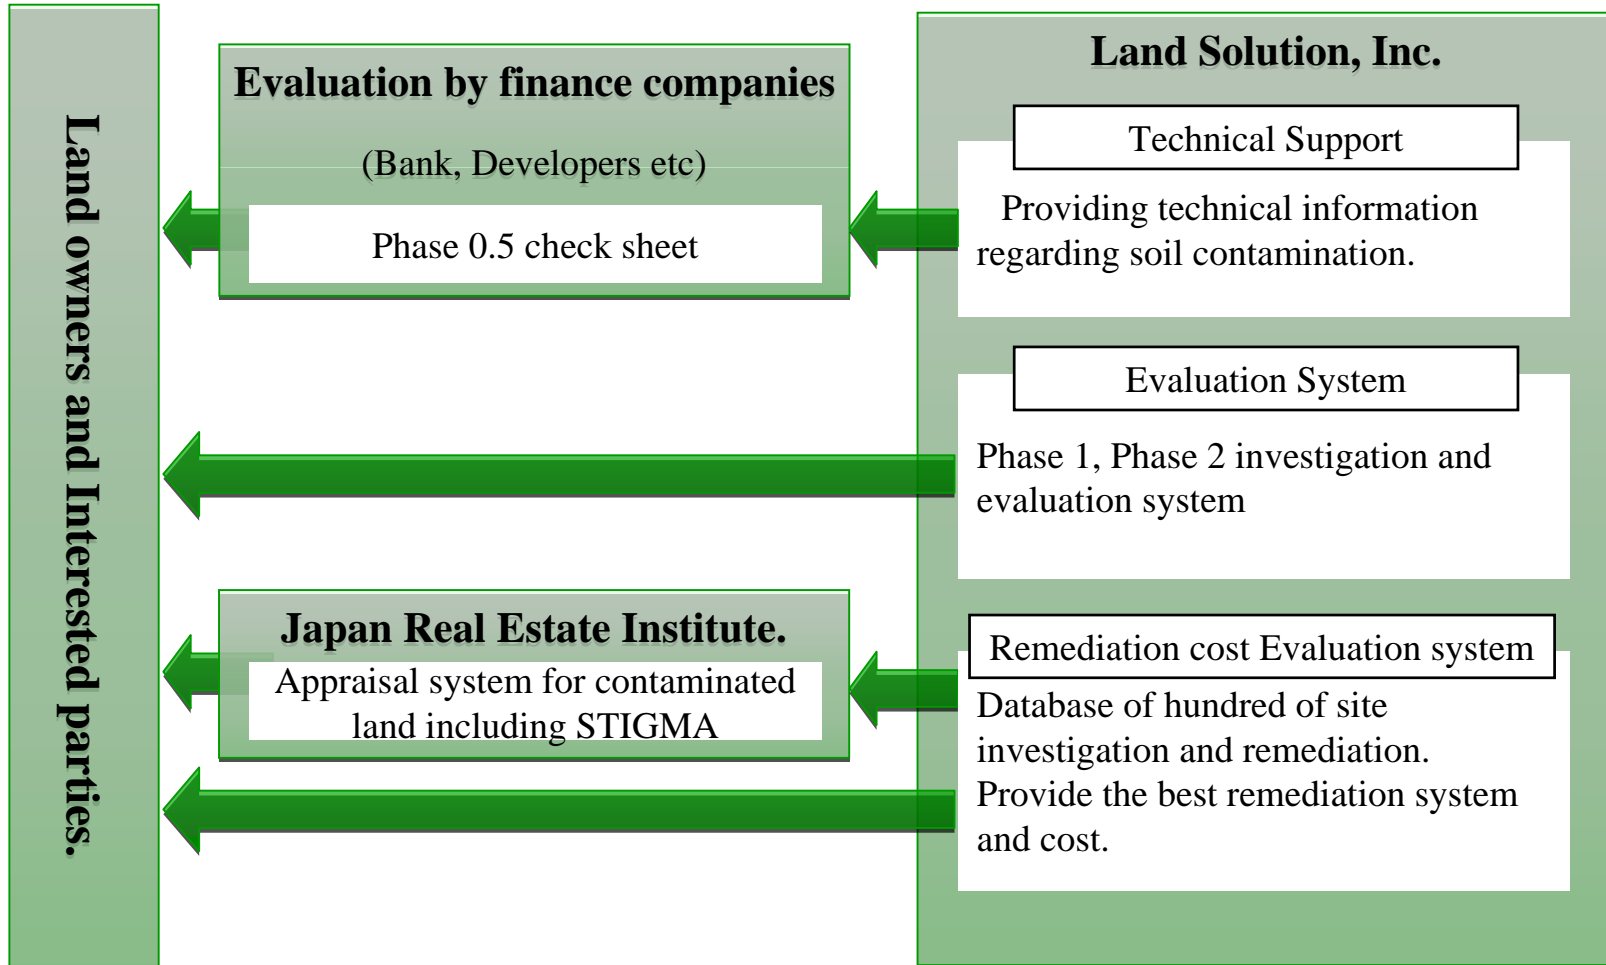 Land owners and Interested parties.
Evaluation by finance companies
(Bank, Developers etc)
Phase 0.5 check sheet
Japan Real Estate Institute.
Appraisal system for contaminated
land including STIGMA
Land Solution, Inc.
Technical Support
Providing technical information
regarding soil contamination.
Evaluation System
Phase 1, Phase 2 investigation and
evaluation system
Remediation cost Evaluation system
Database of hundred of site
investigation and remediation.
Provide the best remediation system
and cost.